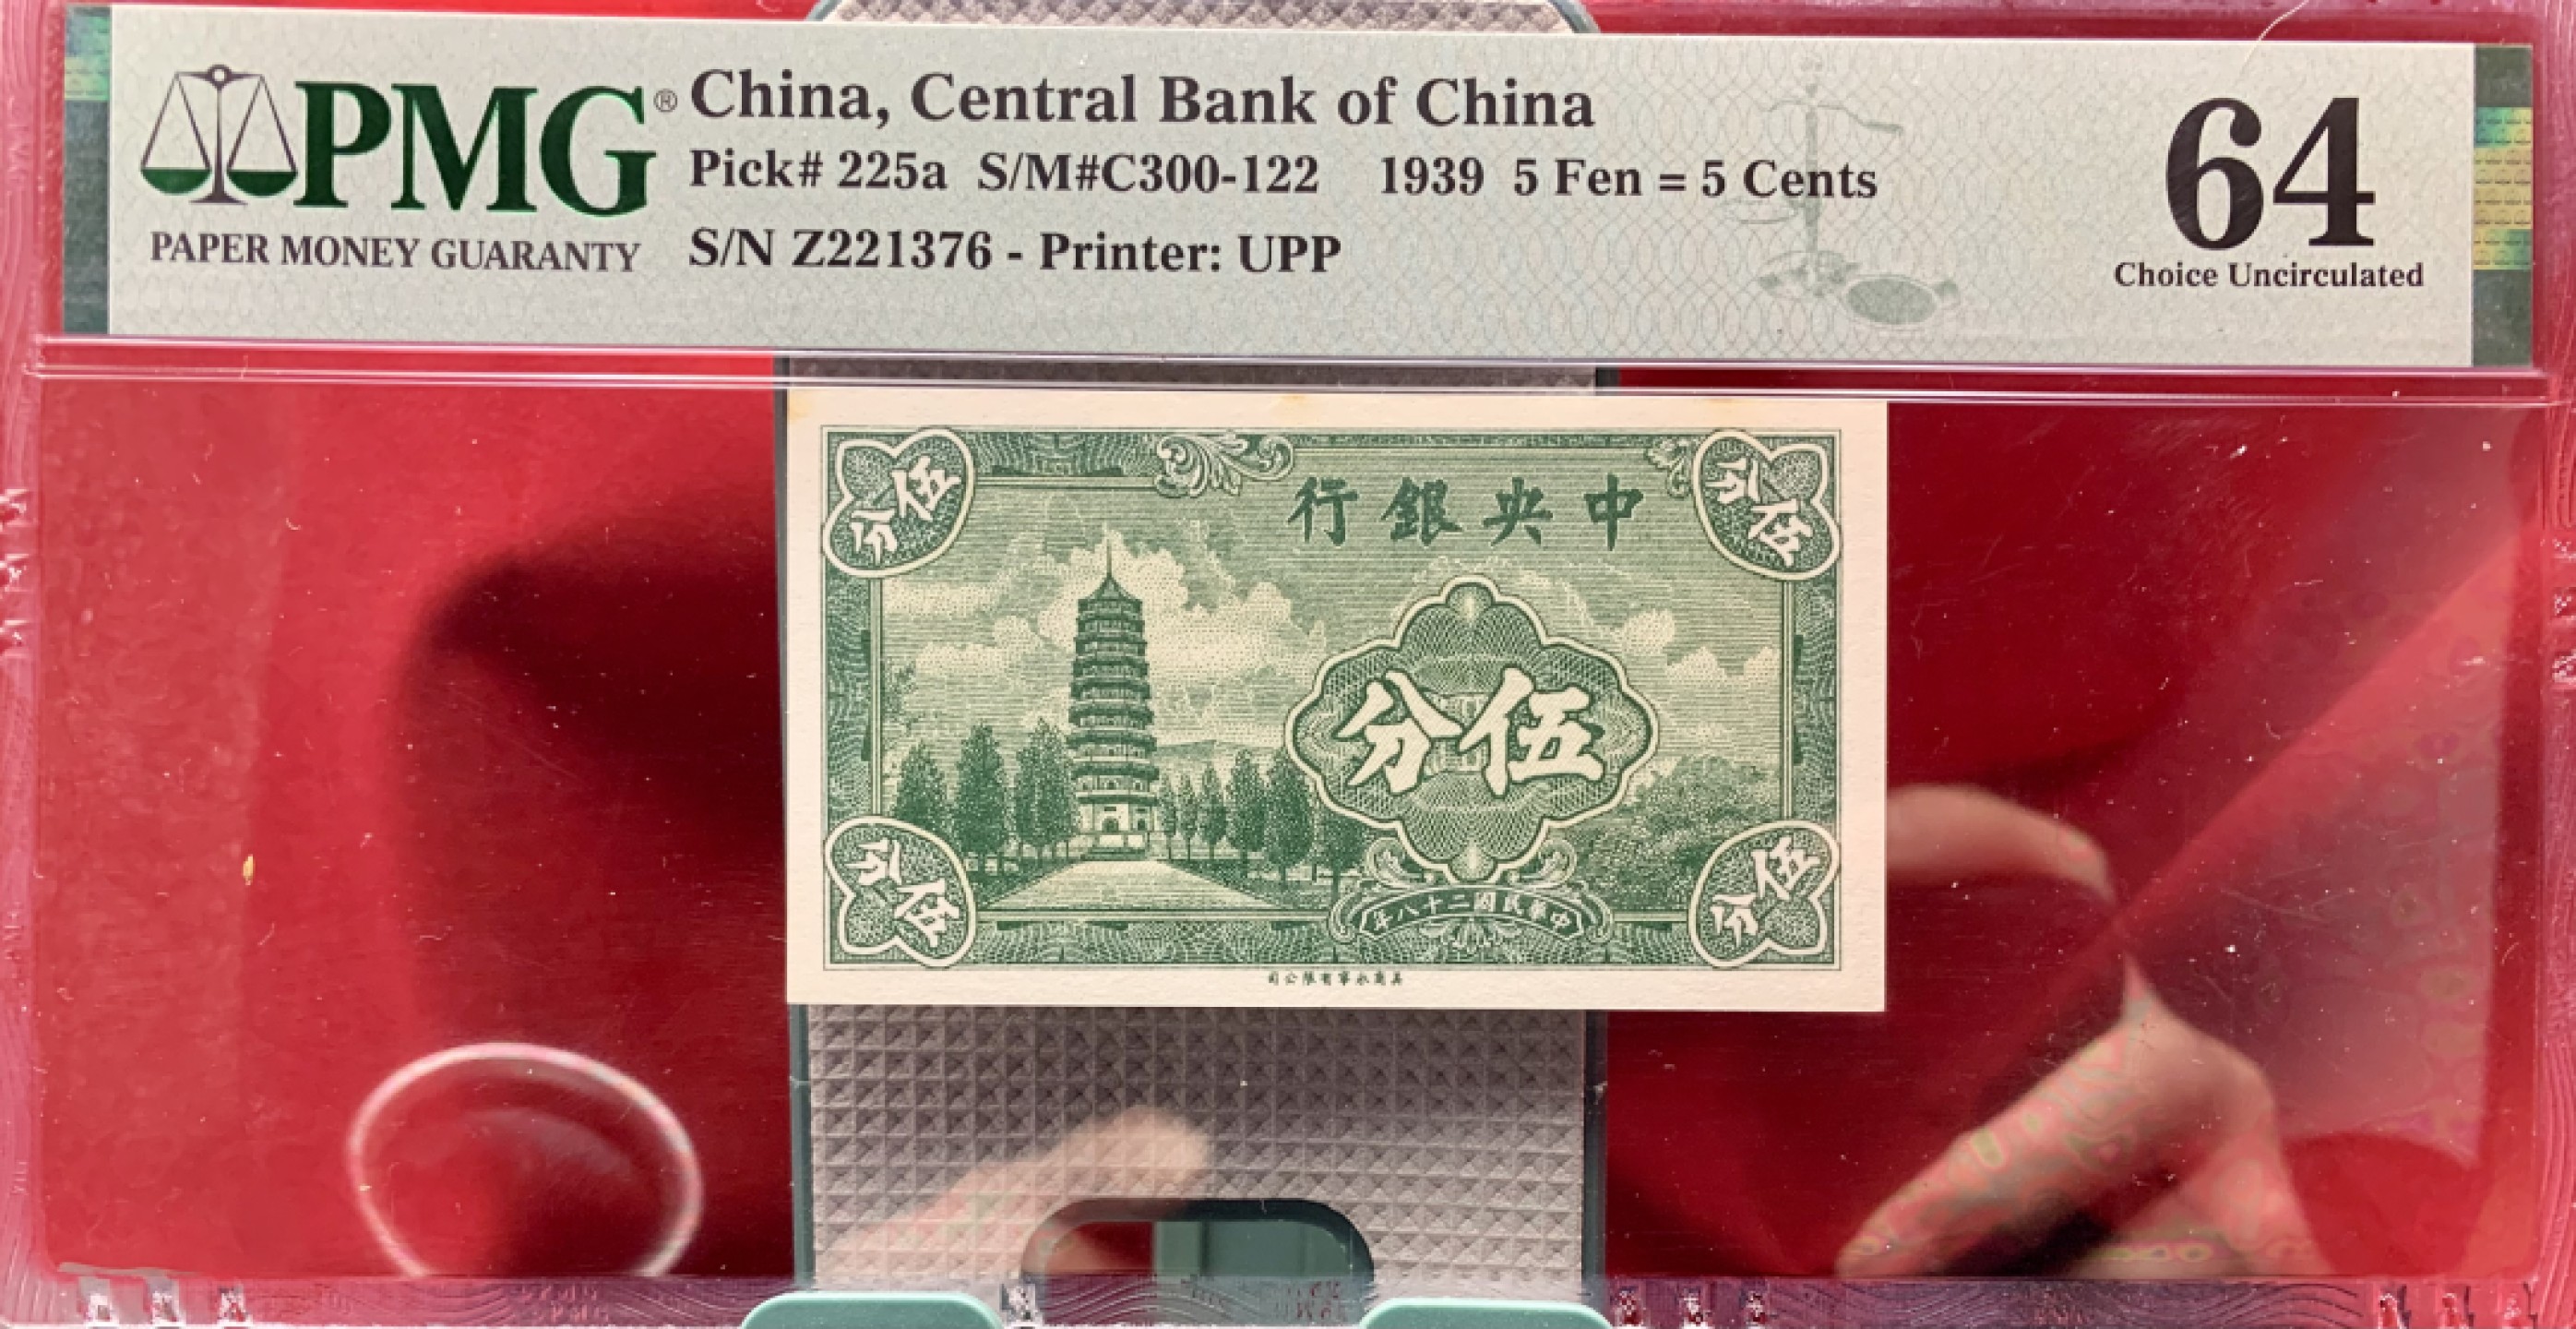 PMG®
PAPER MONEY GUARANTY
China, Central Bank of China
Pick# 225a S/M#C300-122 1939 5 Fen = 5 Cents
S/N Z221376 - Printer: UPP
64
Choice Uncirculated
伍分
伍分
中央銀行
伍分
中華民國二十八年
伍分
伍分